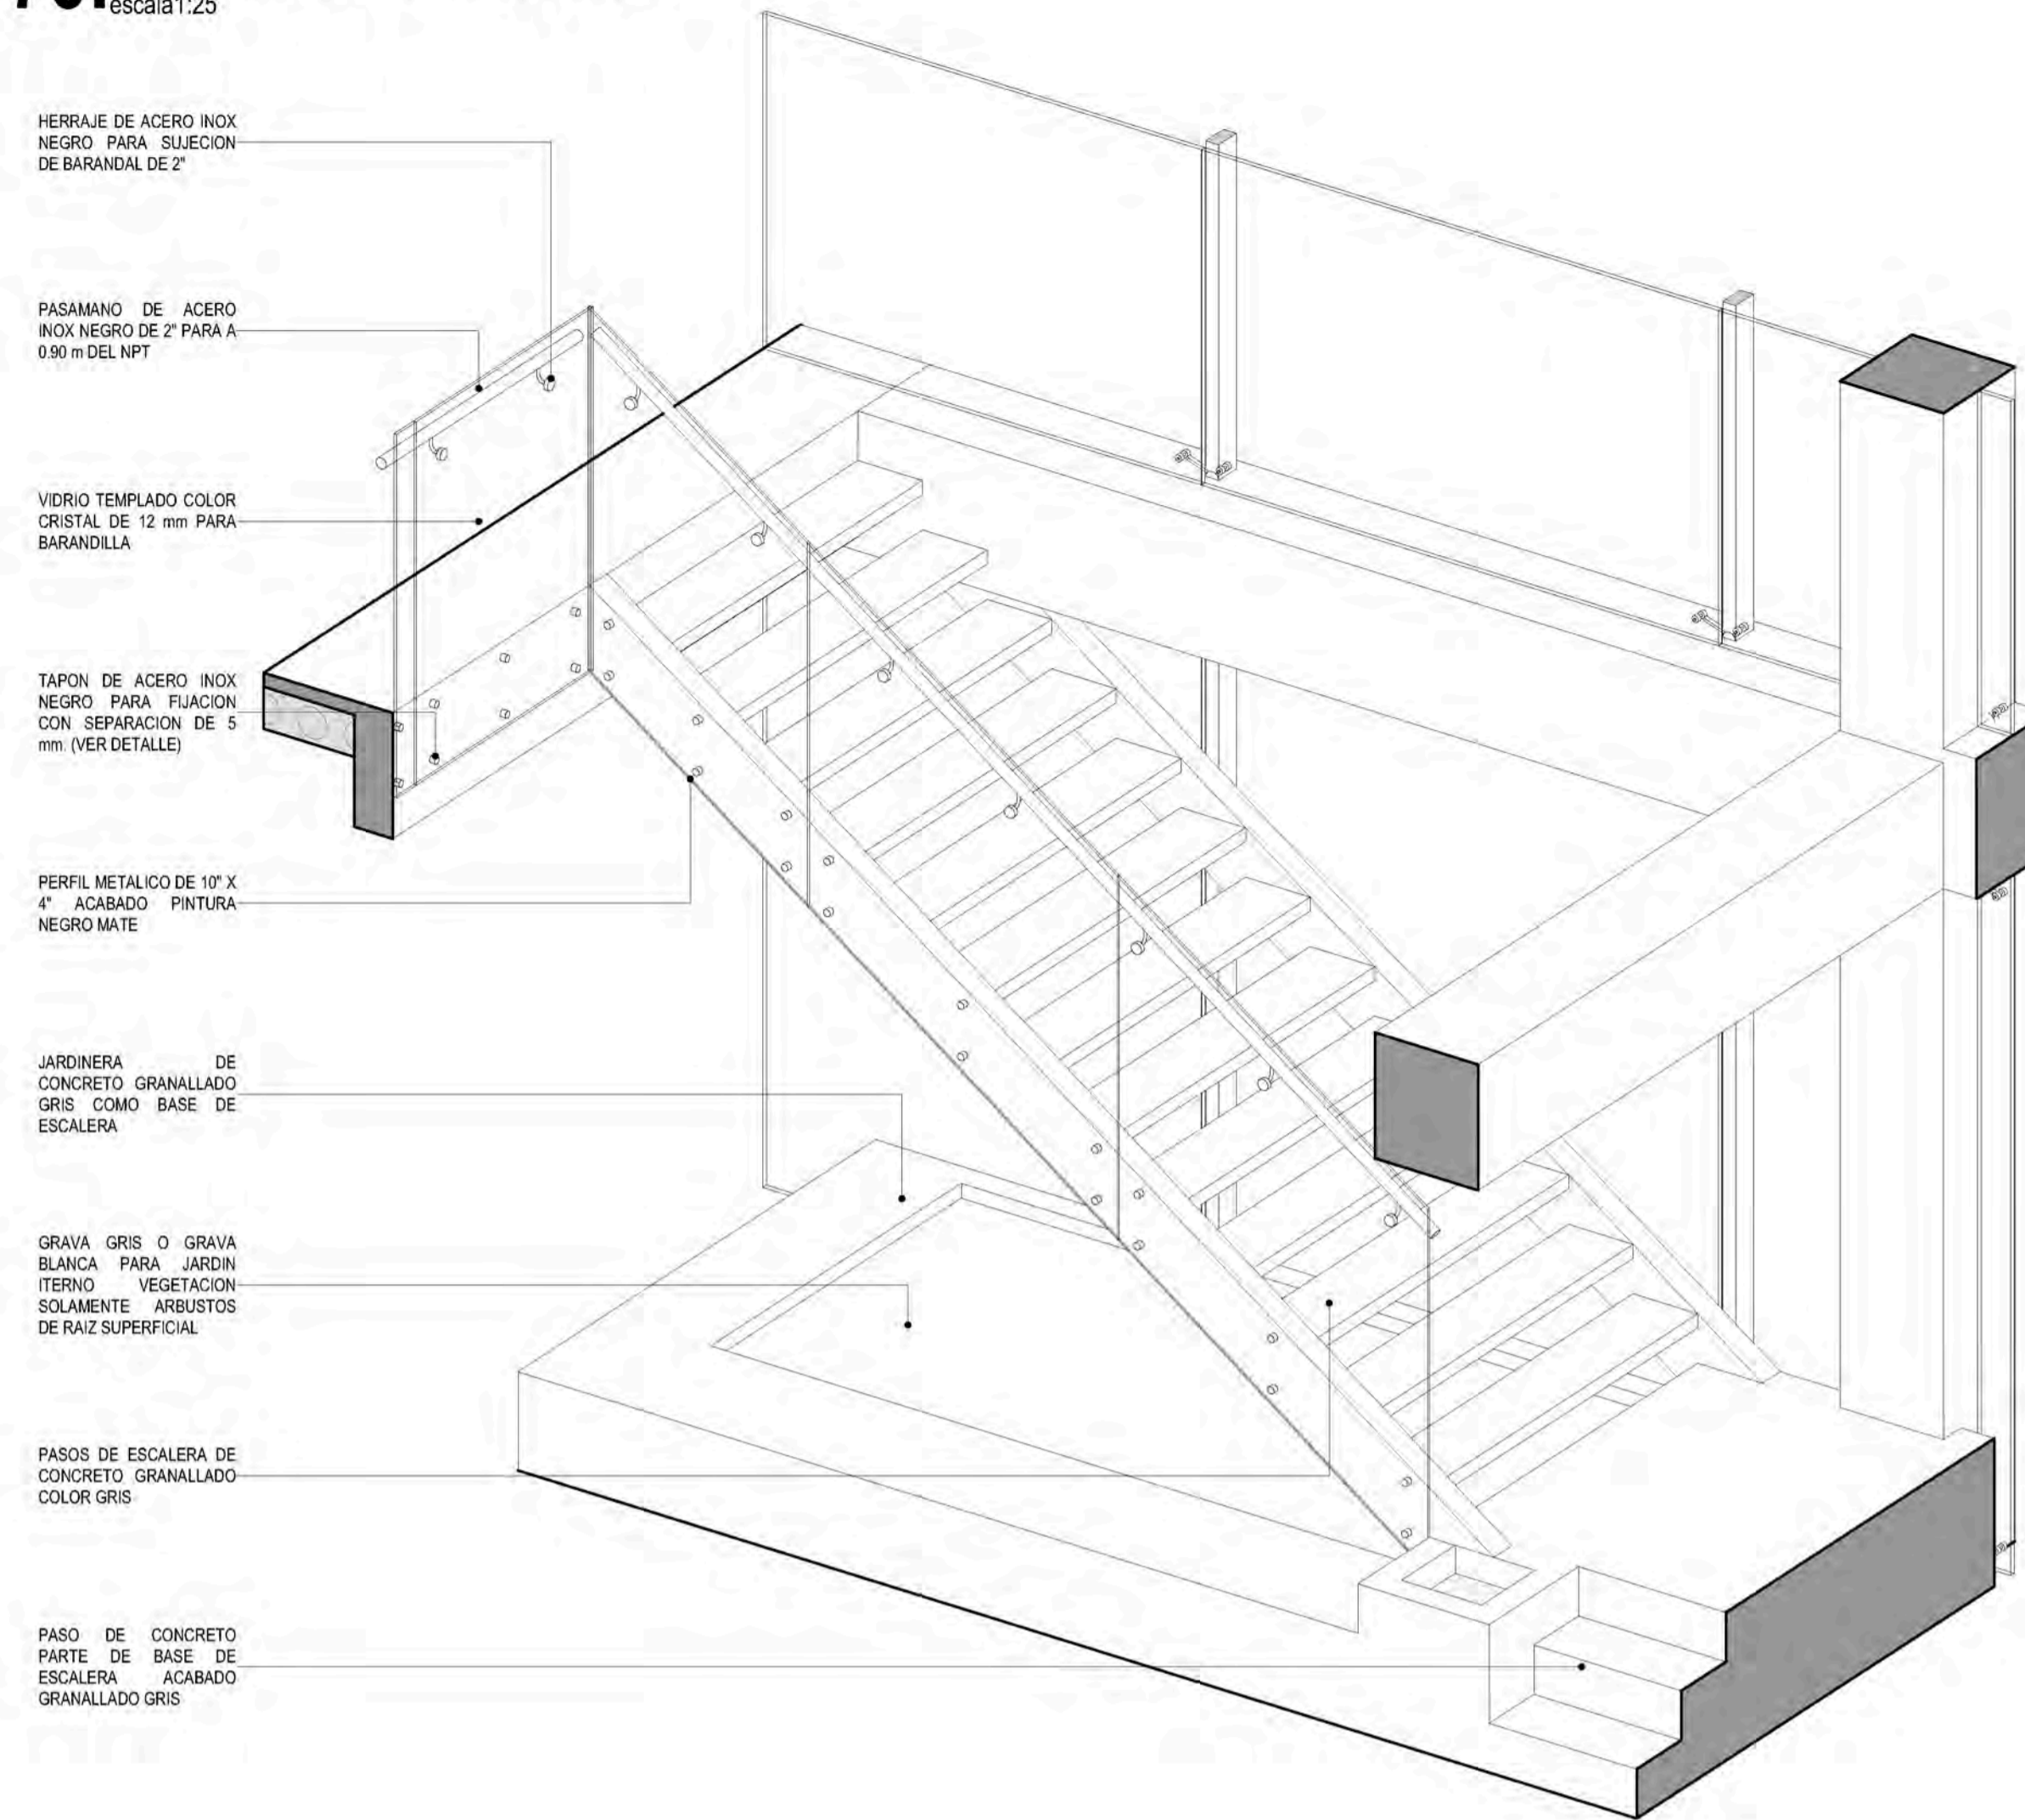 escala1:25
HERRAJE DE ACERO INOX
NEGRO PARA SUJECION
DE BARANDAL DE 2"
PASAMANO DE ACERO
INOX NEGRO DE 2" PARA A
0.90 m DEL NPT
VIDRIO TEMPLADO COLOR
CRISTAL DE 12 mm PARA
BARANDILLA
TAPON DE ACERO INOX
NEGRO PARA FIJACION
CON SEPARACION DE 5
mm. (VER DETALLE)
PERFIL METALICO DE 10" X
4" ACABADO PINTURA
NEGRO MATE
JARDINERA DE
CONCRETO GRANALLADO
GRIS COMO BASE DE
ESCALERA
GRAVA GRIS O GRAVA
BLANCA PARA JARDIN
ITERNO VEGETACION
SOLAMENTE ARBUSTOS
DE RAIZ SUPERFICIAL
PASOS DE ESCALERA DE
CONCRETO GRANALLADO
COLOR GRIS
PASO DE CONCRETO
PARTE DE BASE DE
ESCALERA ACABADO
GRANALLADO GRIS